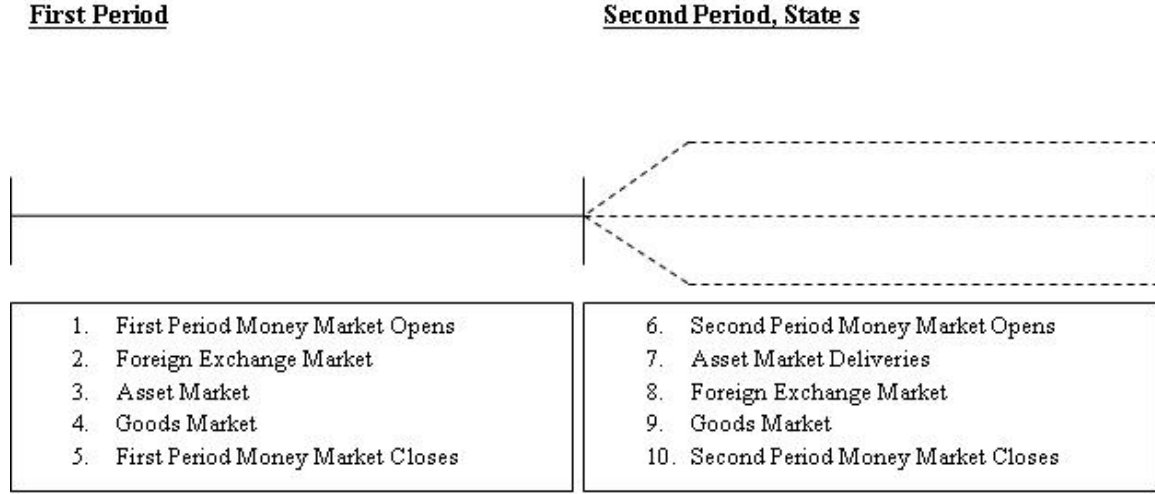 First Period
Second Period, State s
1. First Period Money Market Opens
2. Foreign Exchange Market
3. Asset Market
4. Goods Market
5. First Period Money Market Closes
6. Second Period Money Market Opens
7. Asset Market Deliveries
8. Foreign Exchange Market
9. Goods Market
10. Second Period Money Market Closes